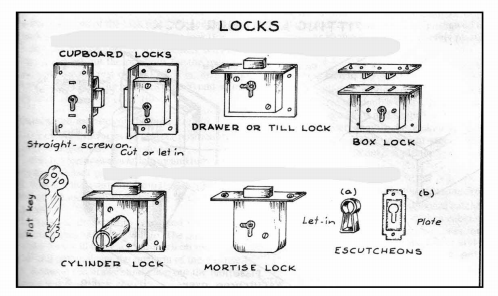 LOCKS
CUPBOARD LOCKS
Straight-screw on.
Cut or let in
DRAWER OR TILL LOCK
BOX LOCK
Flat key
CYLINDER LOCK
MORTISE LOCK
(a)
(b)
Let-in
Plate
ESCUTCHEONS